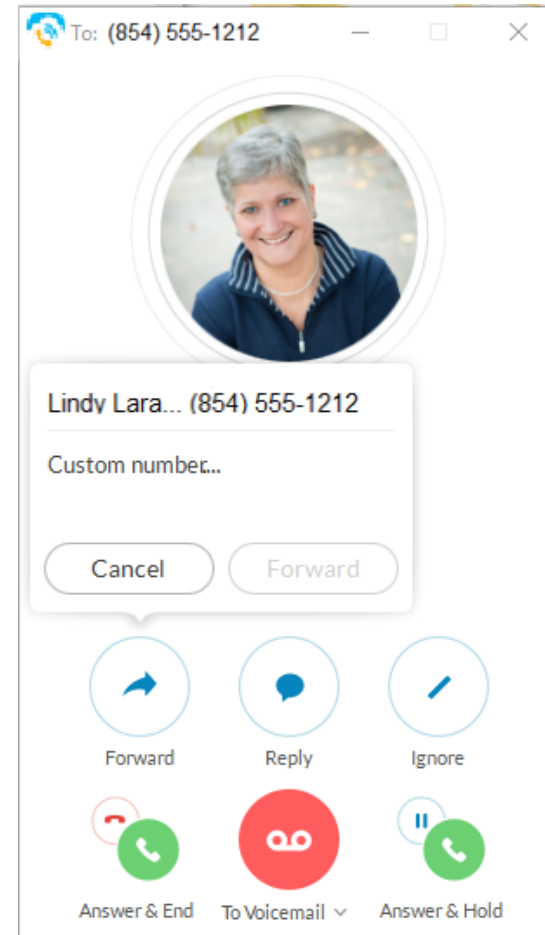 To: (854) 555-1212
Lindy Lara... (854) 555-1212
Custom number...
Cancel
Forward
Forward
Reply
Ignore
Answer & End
To Voicemail
Answer & Hold